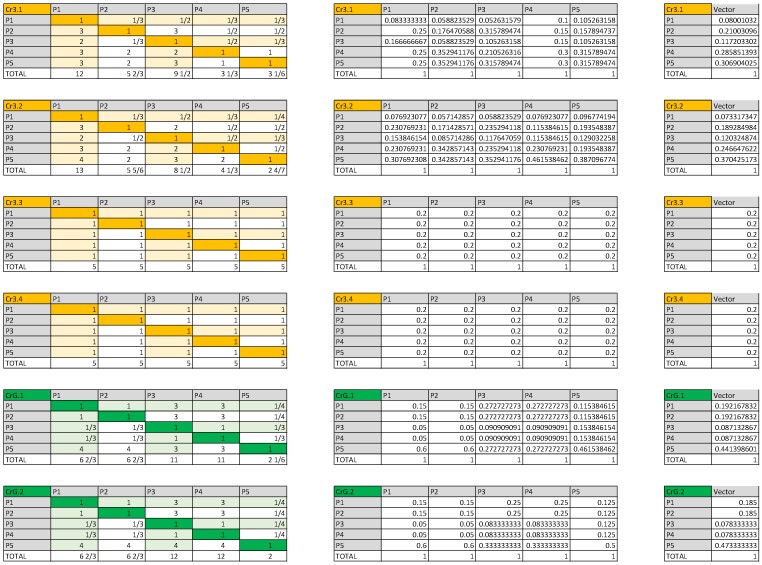 Cr3.1 P1 P2 P3 P4 P5 Cr3.1 P1 P2 P3 P4 P5 Cr3.1 Vector
P1 1 1/3 1/2 1/3 1/3 P1 0.083333333 0.058823529 0.052631579 0.1 0.105263158 P1 0.08001032
P2 3 1 3 1/2 1/2 P2 0.25 0.176470588 0.315789474 0.15 0.157894737 P2 0.21003096
P3 2 1/3 1 1/2 1/3 P3 0.166666667 0.058823529 0.105263158 0.15 0.105263158 P3 0.117203302
P4 3 2 2 1 1 P4 0.25 0.352941176 0.210526316 0.3 0.315789474 P4 0.285851393
P5 3 2 3 1 1 P5 0.25 0.352941176 0.315789474 0.3 0.315789474 P5 0.306904025
TOTAL 12 5 2/3 9 1/2 3 1/3 3 1/6 TOTAL 1 1 1 1 1 TOTAL 1
Cr3.2 P1 P2 P3 P4 P5 Cr3.2 P1 P2 P3 P4 P5 Cr3.2 Vector
P1 1 1/3 1/2 1/3 1/4 P1 0.076923077 0.057142857 0.058823529 0.076923077 0.096774194 P1 0.073317347
P2 3 1 2 1/2 1/2 P2 0.230769231 0.171428571 0.235294118 0.115384615 0.193548387 P2 0.189284984
P3 2 1/2 1 1/2 1/3 P3 0.153846154 0.085714286 0.117647059 0.115384615 0.129032258 P3 0.120324874
P4 3 2 2 1 1/2 P4 0.230769231 0.342857143 0.235294118 0.230769231 0.193548387 P4 0.246647622
P5 4 2 3 2 1 P5 0.307692308 0.342857143 0.352941176 0.461538462 0.387096774 P5 0.370425173
TOTAL 13 5 5/6 8 1/2 4 1/3 2 4/7 TOTAL 1 1 1 1 1 TOTAL 1
Cr3.3 P1 P2 P3 P4 P5 Cr3.3 P1 P2 P3 P4 P5 Cr3.3 Vector
P1 1 1 1 1 1 P1 0.2 0.2 0.2 0.2 0.2 P1 0.2
P2 1 1 1 1 1 P2 0.2 0.2 0.2 0.2 0.2 P2 0.2
P3 1 1 1 1 1 P3 0.2 0.2 0.2 0.2 0.2 P3 0.2
P4 1 1 1 1 1 P4 0.2 0.2 0.2 0.2 0.2 P4 0.2
P5 1 1 1 1 1 P5 0.2 0.2 0.2 0.2 0.2 P5 0.2
TOTAL 5 5 5 5 5 TOTAL 1 1 1 1 1 TOTAL 1
Cr3.4 P1 P2 P3 P4 P5 Cr3.4 P1 P2 P3 P4 P5 Cr3.4 Vector
P1 1 1 1 1 1 P1 0.2 0.2 0.2 0.2 0.2 P1 0.2
P2 1 1 1 1 1 P2 0.2 0.2 0.2 0.2 0.2 P2 0.2
P3 1 1 1 1 1 P3 0.2 0.2 0.2 0.2 0.2 P3 0.2
P4 1 1 1 1 1 P4 0.2 0.2 0.2 0.2 0.2 P4 0.2
P5 1 1 1 1 1 P5 0.2 0.2 0.2 0.2 0.2 P5 0.2
TOTAL 5 5 5 5 5 TOTAL 1 1 1 1 1 TOTAL 1
CrG.1 P1 P2 P3 P4 P5 CrG.1 P1 P2 P3 P4 P5 CrG.1 Vector
P1 1 1 3 3 1/4 P1 0.15 0.15 0.272727273 0.272727273 0.115384615 P1 0.192167832
P2 1 1 3 3 1/4 P2 0.15 0.15 0.272727273 0.272727273 0.115384615 P2 0.192167832
P3 1/3 1/3 1 1 1/3 P3 0.05 0.05 0.090909091 0.090909091 0.153846154 P3 0.087132867
P4 1/3 1/3 1 1 1/3 P4 0.05 0.05 0.090909091 0.090909091 0.153846154 P4 0.087132867
P5 4 4 3 3 1 P5 0.6 0.6 0.272727273 0.272727273 0.461538462 P5 0.441398601
TOTAL 6 2/3 6 2/3 11 11 2 1/6 TOTAL 1 1 1 1 1 TOTAL 1
CrG.2 P1 P2 P3 P4 P5 CrG.2 P1 P2 P3 P4 P5 CrG.2 Vector
P1 1 1 3 3 1/4 P1 0.15 0.15 0.25 0.25 0.125 P1 0.185
P2 1 1 3 3 1/4 P2 0.15 0.15 0.25 0.25 0.125 P2 0.185
P3 1/3 1/3 1 1 1/4 P3 0.05 0.05 0.083333333 0.083333333 0.125 P3 0.078333333
P4 1/3 1/3 1 1 1/4 P4 0.05 0.05 0.083333333 0.083333333 0.125 P4 0.078333333
P5 4 4 4 4 1 P5 0.6 0.6 0.333333333 0.333333333 0.5 P5 0.473333333
TOTAL 6 2/3 6 2/3 12 12 2 TOTAL 1 1 1 1 1 TOTAL 1